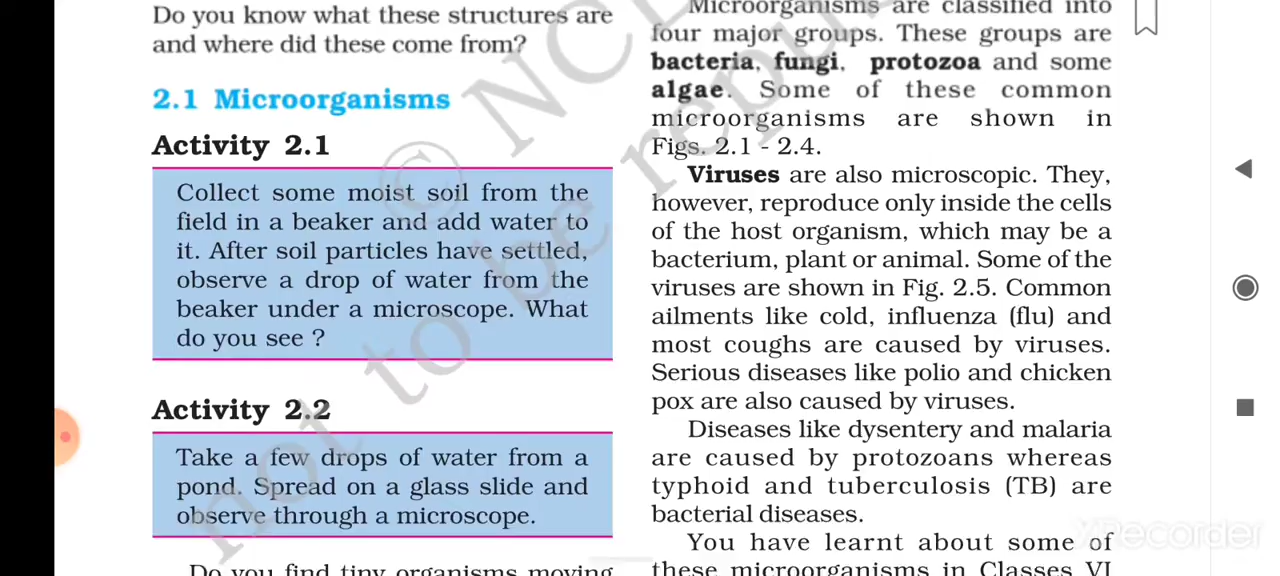 Do you know what these structures are
and where did these come from?
2.1 Microorganisms
Activity 2.1
Collect some moist soil from the
field in a beaker and add water to
it. After soil particles have settled,
observe a drop of water from the
beaker under a microscope. What
do you see ?
Activity 2.2
Take a few drops of water from a
pond. Spread on a glass slide and
observe through a microscope.
Do you find tiny organisms moving
Microorganisms are classified into
four major groups. These groups are
bacteria, fungi, protozoa and some
algae. Some of these common
microorganisms are shown in
Figs. 2.1 - 2.4.
Viruses are also microscopic. They,
however, reproduce only inside the cells
of the host organism, which may be a
bacterium, plant or animal. Some of the
viruses are shown in Fig. 2.5. Common
ailments like cold, influenza (flu) and
most coughs are caused by viruses.
Serious diseases like polio and chicken
pox are also caused by viruses.
Diseases like dysentery and malaria
are caused by protozoans whereas
typhoid and tuberculosis (TB) are
bacterial diseases.
You have learnt about some of
these microorganisms in Classes VI
© NC
not to be repu
XRecorder